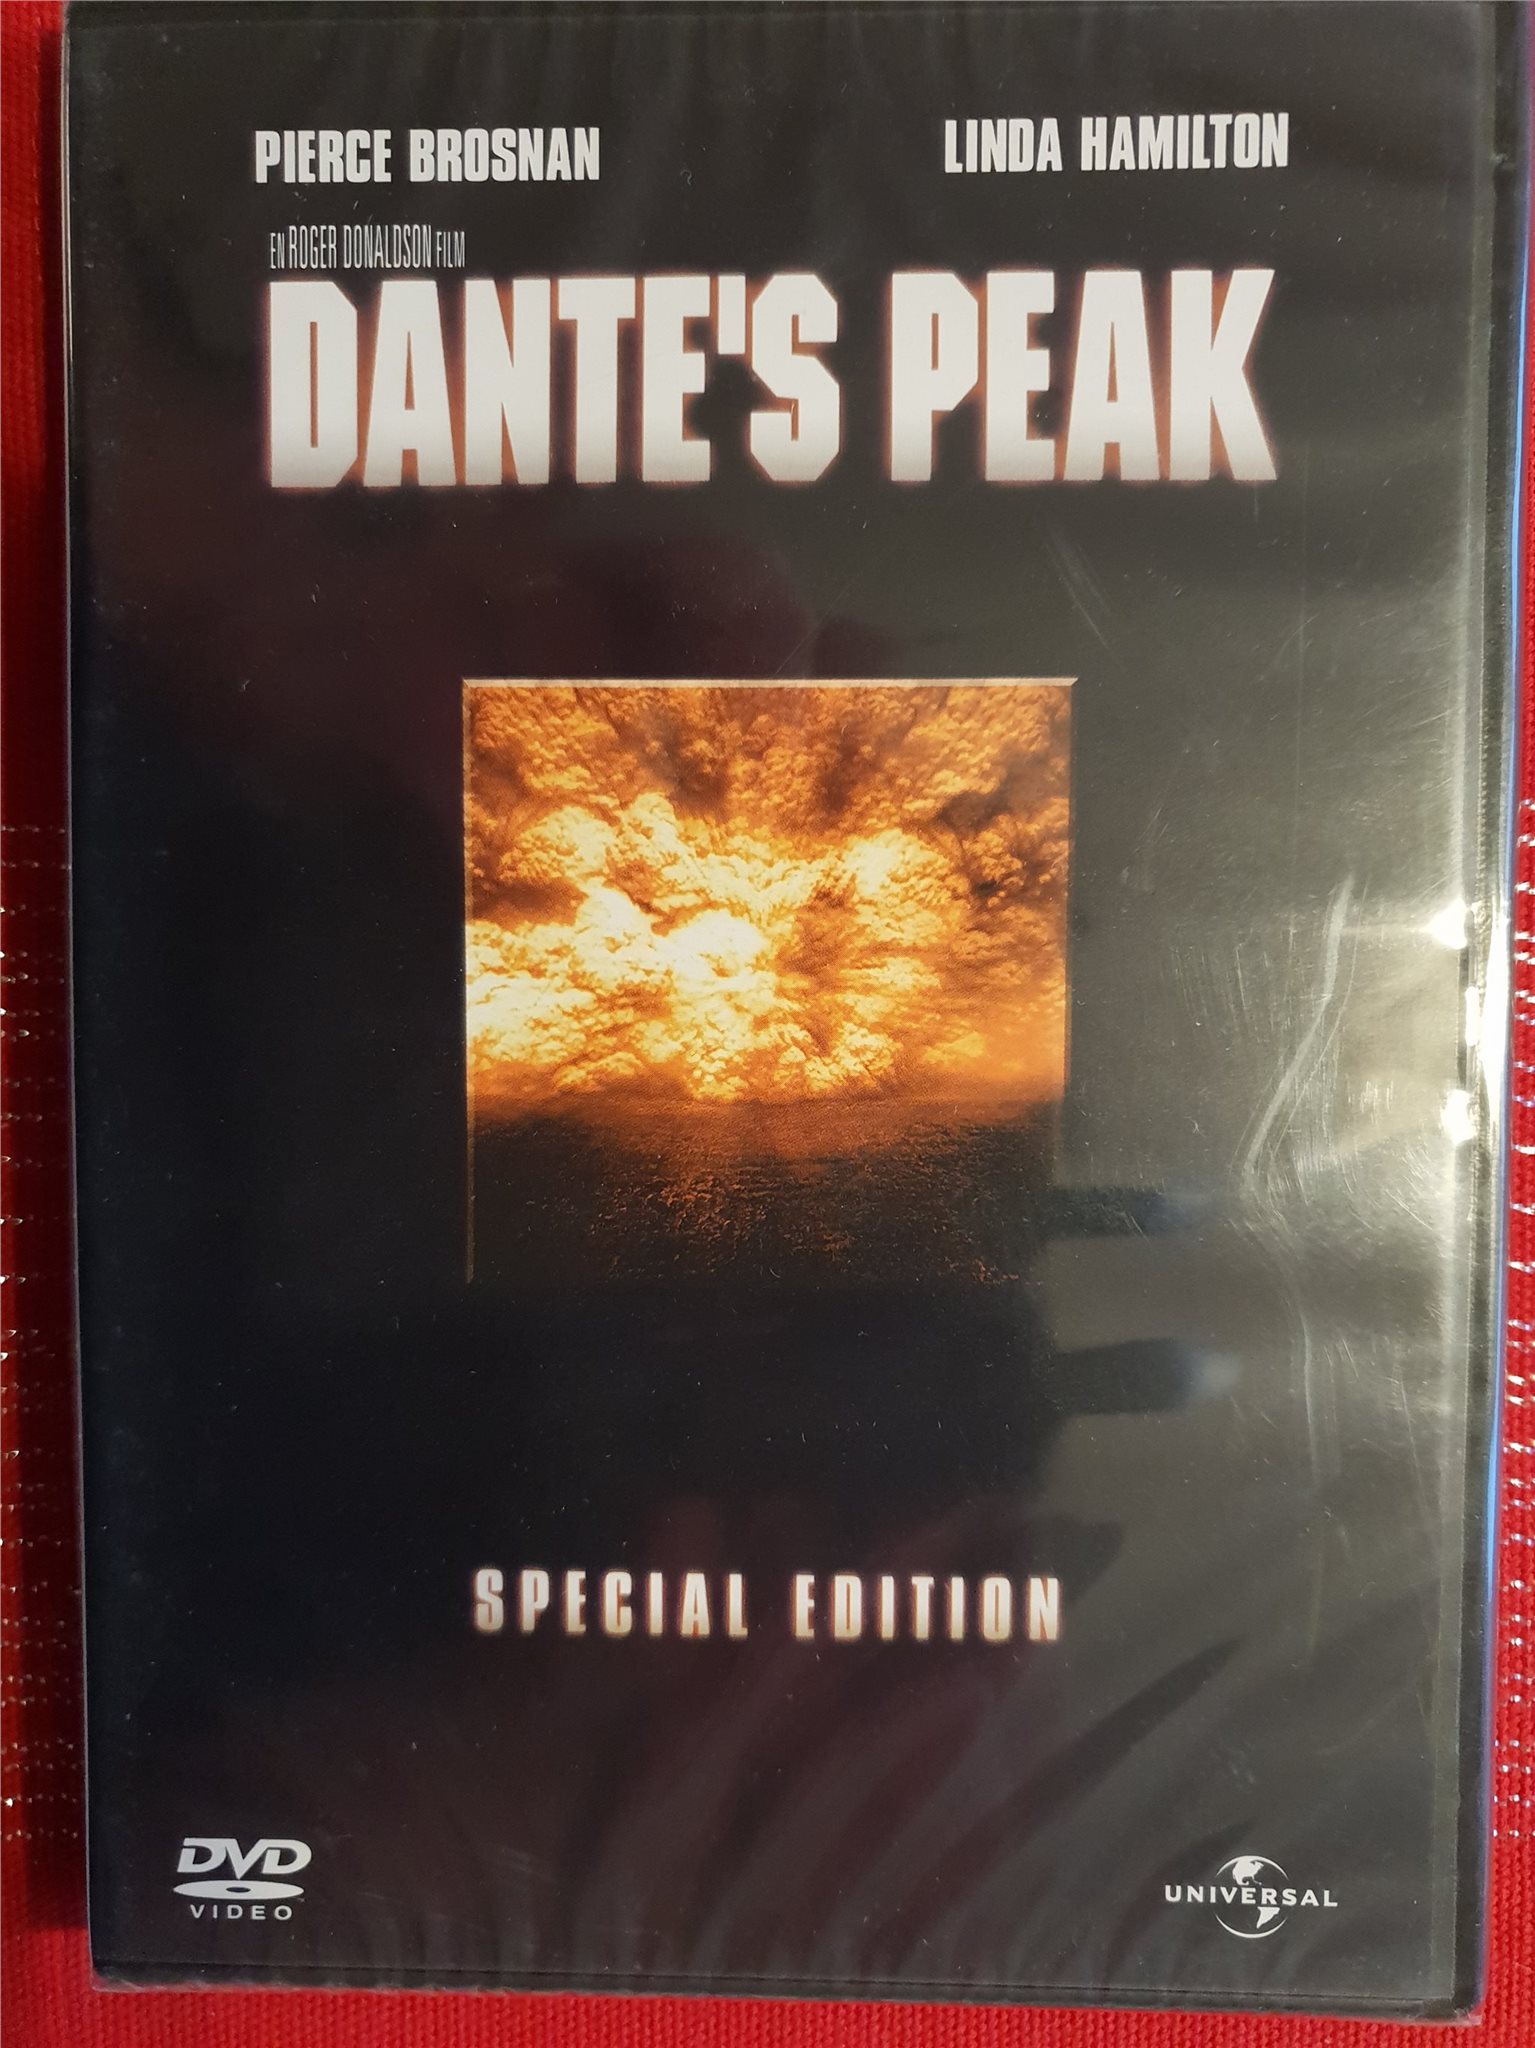 PIERCE BROSNAN LINDA HAMILTON
EN ROGER DONALDSON FILM
DANTE'S PEAK
SPECIAL EDITION
DVD
VIDEO
UNIVERSAL